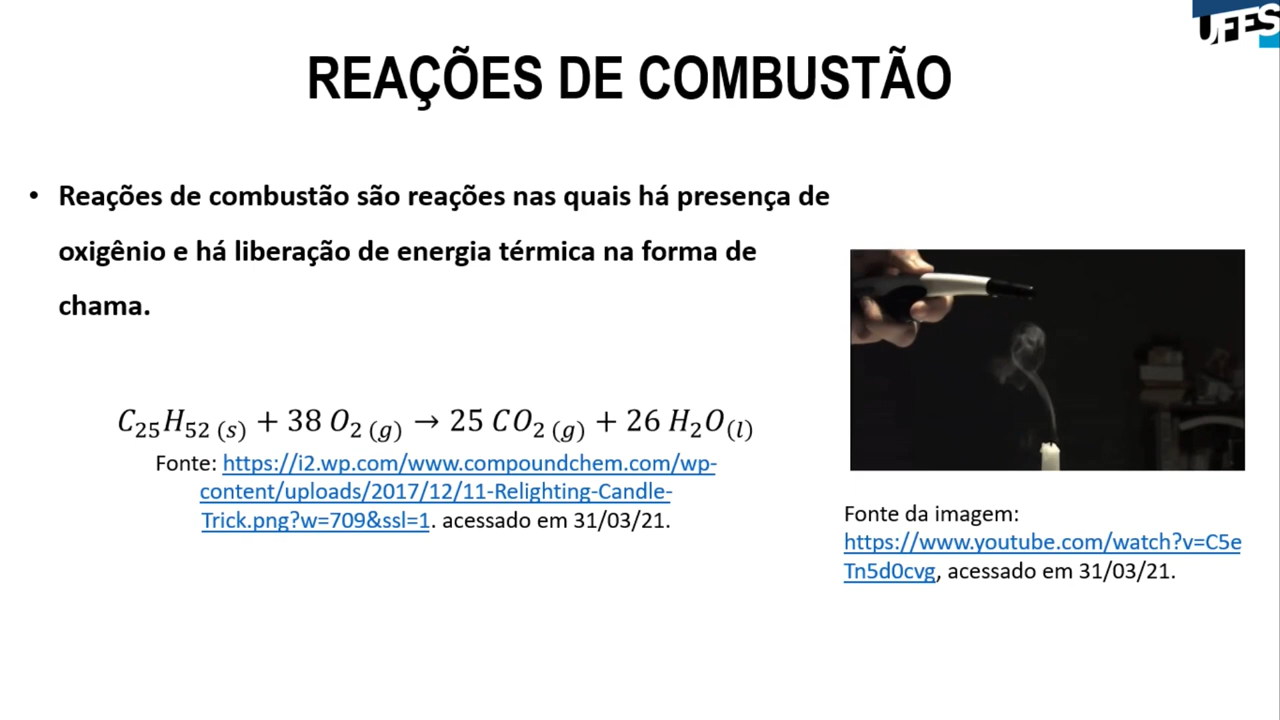 UFES
REAÇÕES DE COMBUSTÃO
• Reações de combustão são reações nas quais há presença de
oxigênio e há liberação de energia térmica na forma de
chama.
C₂₅H₅₂ (s) + 38 O₂ (g) → 25 CO₂ (g) + 26 H₂O(l)
Fonte: https://i2.wp.com/www.compoundchem.com/wp-
content/uploads/2017/12/11-Relighting-Candle-
Trick.png?w=709&ssl=1. acessado em 31/03/21.
Fonte da imagem:
https://www.youtube.com/watch?v=C5e
Tn5d0cvg, acessado em 31/03/21.